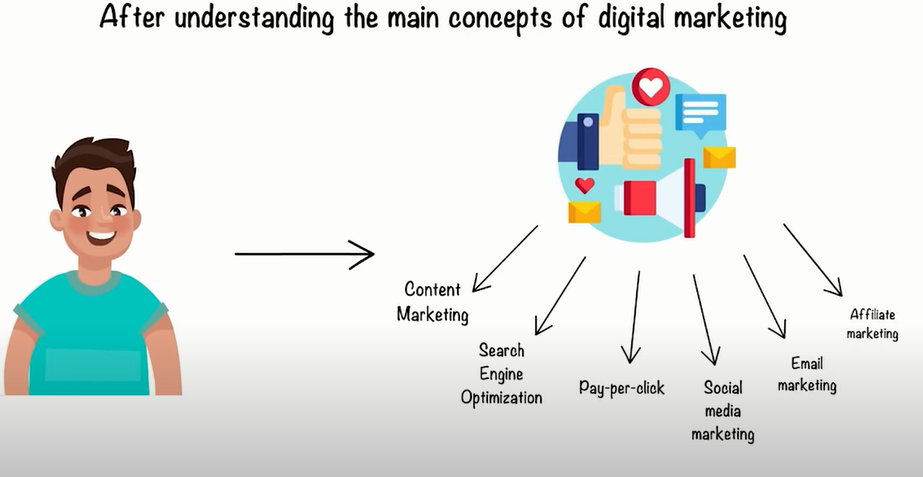 After understanding the main concepts of digital marketing
Content
Marketing
Search
Engine
Optimization
Pay-per-click
Social
media
marketing
Email
marketing
Affiliate
marketing